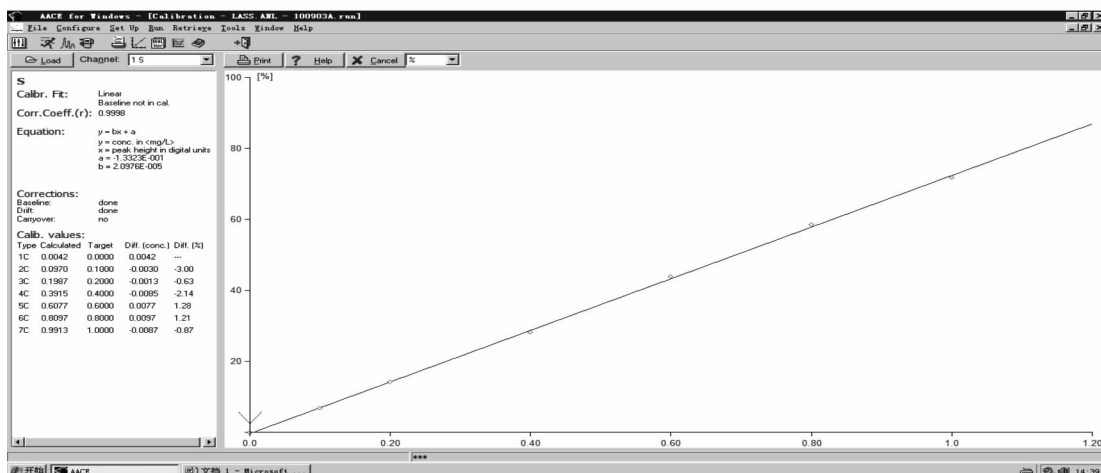 AACE for Windows - [Calibration - LASS.ANL - 100903A.run]
File Configure Set Up Run Retrieve Tools Window Help
Load Channel: 1 S Print ? Help Cancel %
S
Calibr. Fit: Linear
Baseline not in cal.
Corr.Coeff.(r): 0.9998
Equation: y = bx + a
y = conc. in <mg/L>
x = peak height in digital units
a = -1.3323E-001
b = 2.0976E-005
Corrections:
Baseline: done
Drift: done
Carryover: no
Calib. values:
Type Calculated Target Diff. (conc.) Diff. (%)
1C 0.0042 0.0000 0.0042 ---
2C 0.0970 0.1000 -0.0030 -3.00
3C 0.1987 0.2000 -0.0013 -0.63
4C 0.3915 0.4000 -0.0085 -2.14
5C 0.6077 0.6000 0.0077 1.28
6C 0.8097 0.8000 0.0097 1.21
7C 0.9913 1.0000 -0.0087 -0.87
100 [%]
80
60
40
20
0.0 0.20 0.40 0.60 0.80 1.0 1.20
***
开始 AACE 文档 1 - Microsoft ... 14:39